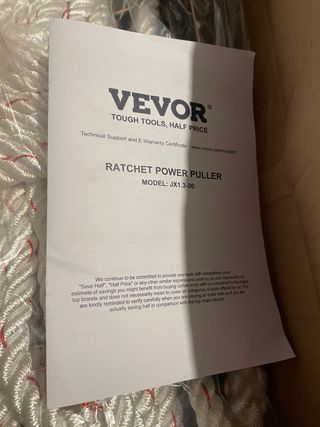 VEVOR®
TOUGH TOOLS, HALF PRICE
Technical Support and E-Warranty Certificate www.vevor.com/support
RATCHET POWER PULLER
MODEL: JX1.3-30
We continue to be committed to provide you tools with competitive price.
"Save Half", "Half Price" or any other similar expressions used by us only represents an
estimate of savings you might benefit from buying certain tools with us compared to the major
top brands and does not necessarily mean to cover all categories of tools offered by us. You
are kindly reminded to verify carefully when you are placing an order with us if you are
actually saving half in comparison with the top major brands.